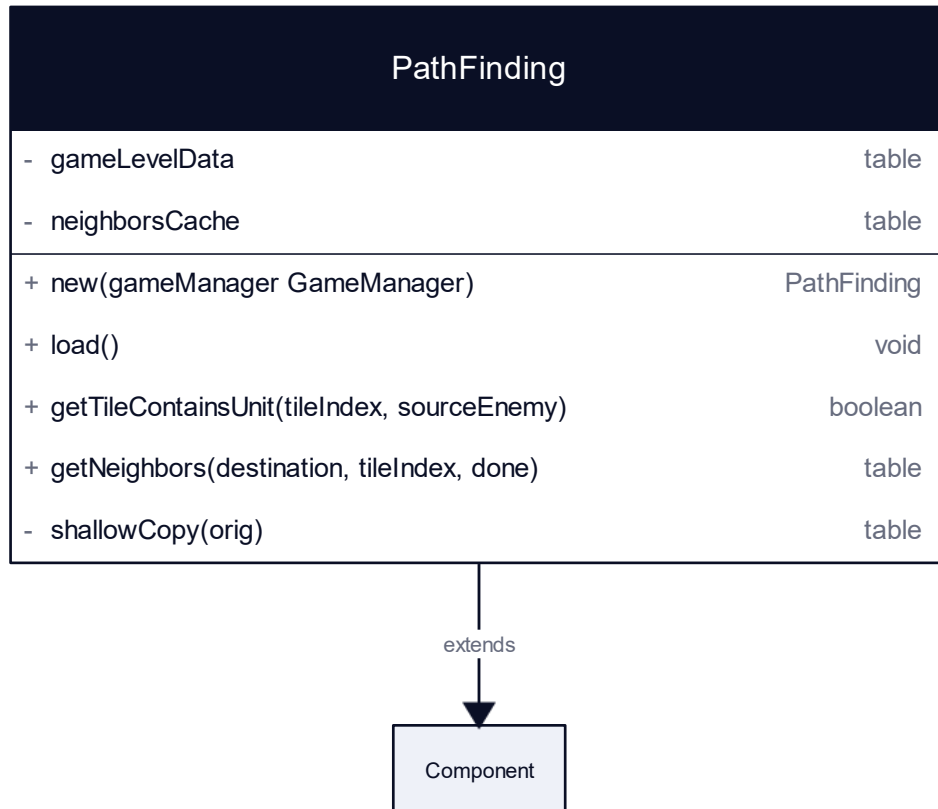 PathFinding
- gameLevelData table
- neighborsCache table
+ new(gameManager GameManager) PathFinding
+ load() void
+ getTileContainsUnit(tileIndex, sourceEnemy) boolean
+ getNeighbors(destination, tileIndex, done) table
- shallowCopy(orig) table
extends
Component